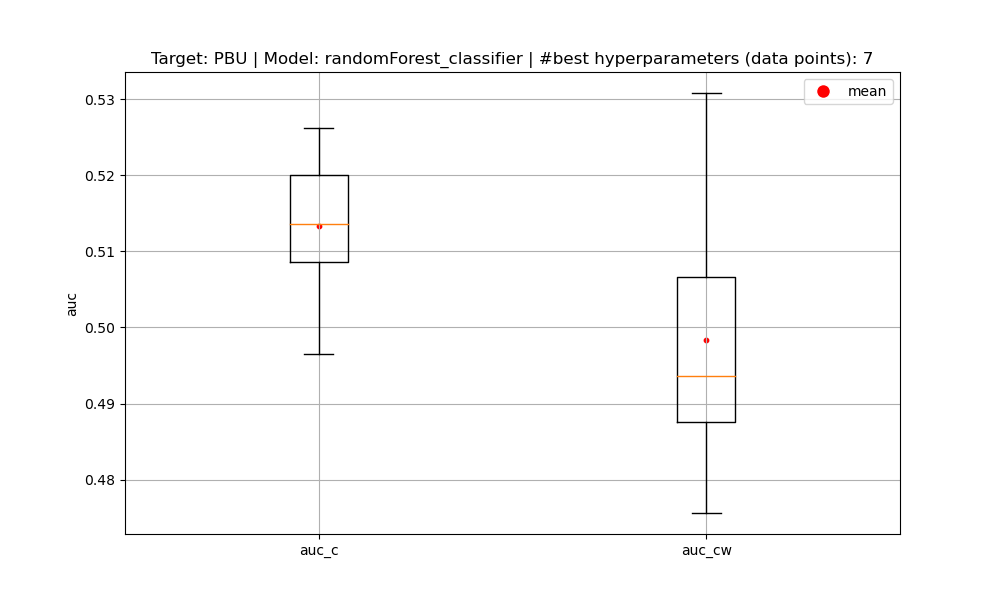 Target: PBU | Model: randomForest_classifier | #best hyperparameters (data points): 7
mean
0.53
0.52
0.51
0.50
0.49
0.48
auc
auc_c
auc_cw